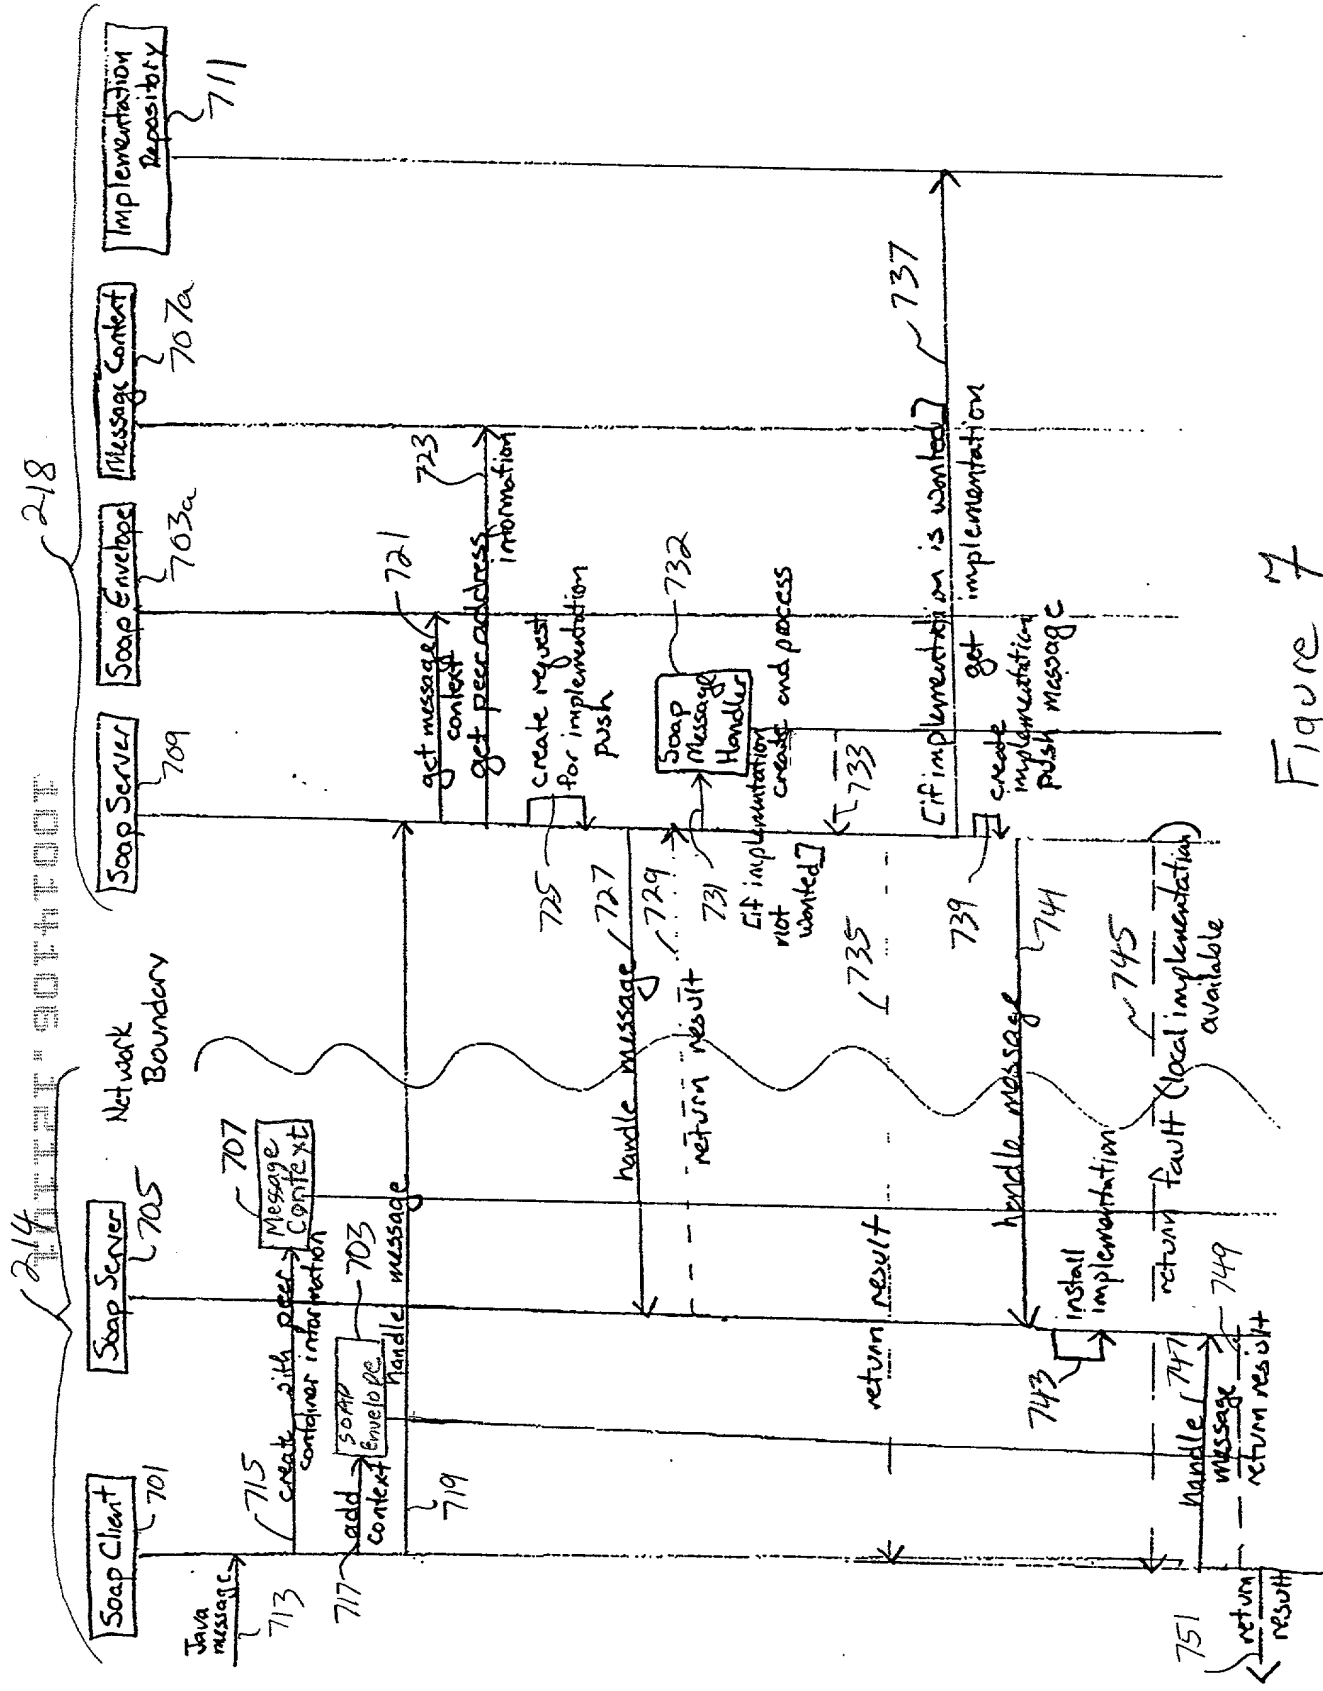 214
218
Soap Client
701
Soap Server
705
Network
Boundary
Soap Server
709
Soap Envelope
703a
Message Context
707a
Implementation
Repository
711
Java
message
713
715
create with peer
container information
Message
Context
707
717
add
context
SOAP
Envelope
703
handle message
719
get message
context
721
get peer address
information
723
create request
for implementation
push
725
handle message
727
return result
729
731
Soap
Message
Handler
732
[if implementation
not
wanted]
create and process
733
return result
735
[if implementation is wanted]
get implementation
737
create
implementation
push message
739
handle message
741
install
implementation
743
return fault (local implementation)
available
745
handle
message
747
return result
749
return
result
751
Figure 7